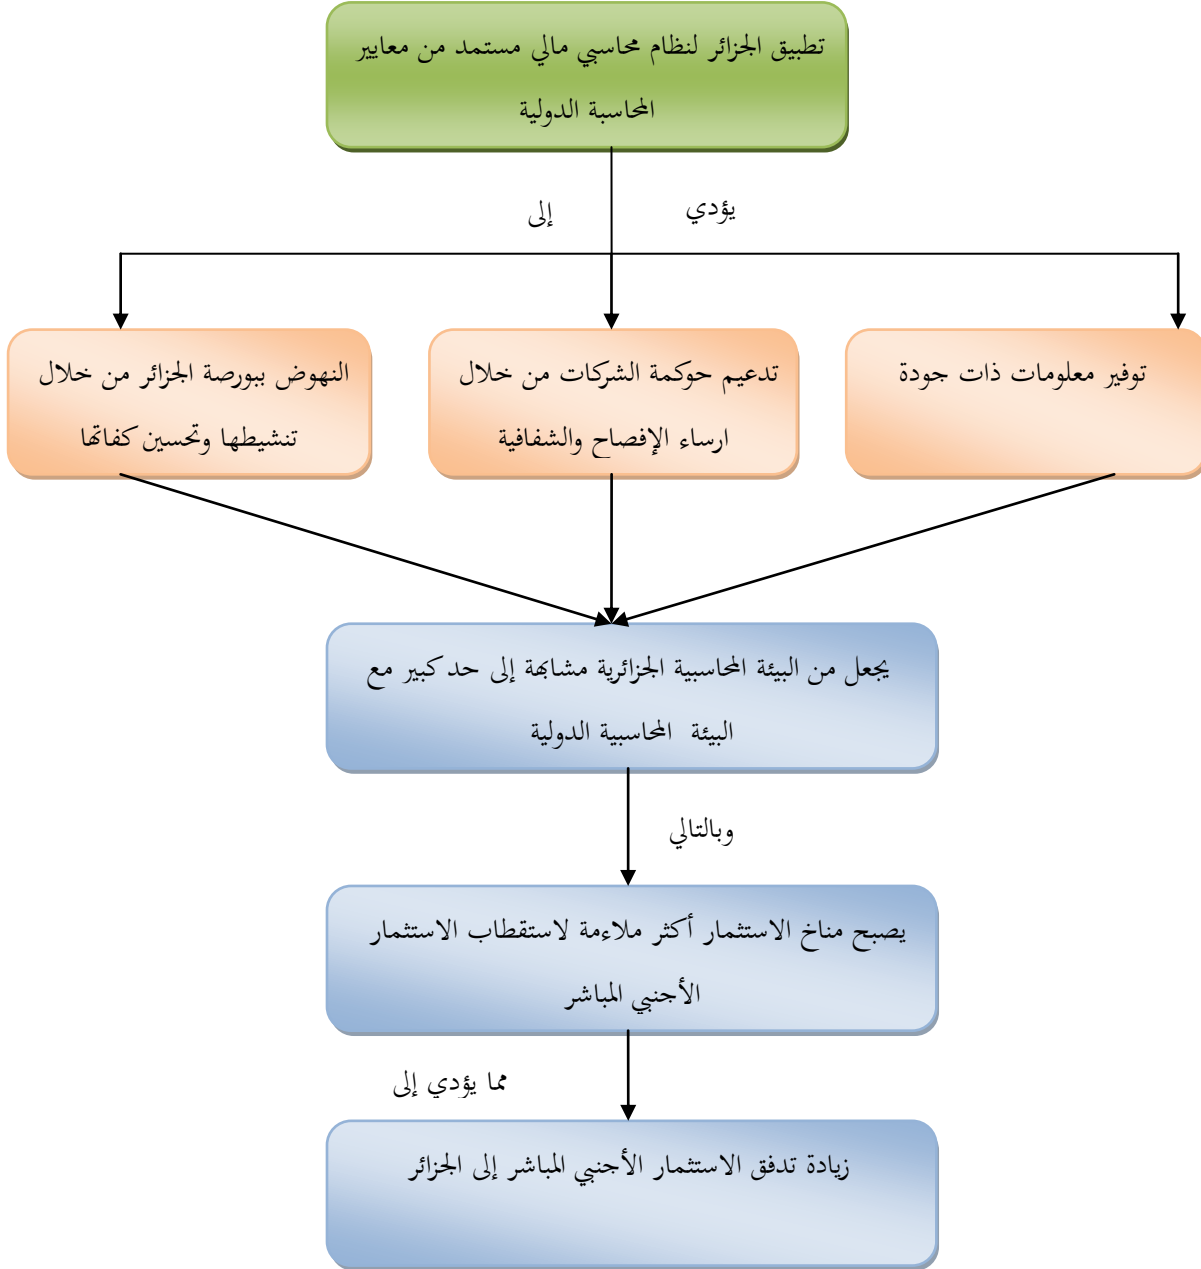 تطبيق الجزائر لنظام محاسبي مالي مستمد من معايير
المحاسبة الدولية
يؤدي
إلى
توفير معلومات ذات جودة
تدعيم حوكمة الشركات من خلال
ارساء الإفصاح والشفافية
النهوض ببورصة الجزائر من خلال
تنشيطها وتحسين كفاتها
يجعل من البيئة المحاسبية الجزائرية مشابهة إلى حد كبير مع
البيئة المحاسبية الدولية
وبالتالي
يصبح مناخ الاستثمار أكثر ملاءمة لاستقطاب الاستثمار
الأجنبي المباشر
مما يؤدي إلى
زيادة تدفق الاستثمار الأجنبي المباشر إلى الجزائر